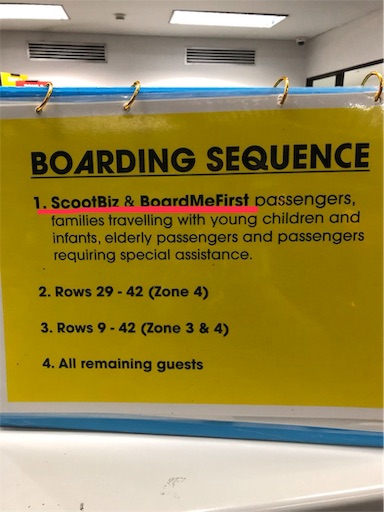 BOARDING SEQUENCE
1. ScootBiz & BoardMeFirst passengers,
families travelling with young children and
infants, elderly passengers and passengers
requiring special assistance.
2. Rows 29 - 42 (Zone 4)
3. Rows 9 - 42 (Zone 3 & 4)
4. All remaining guests